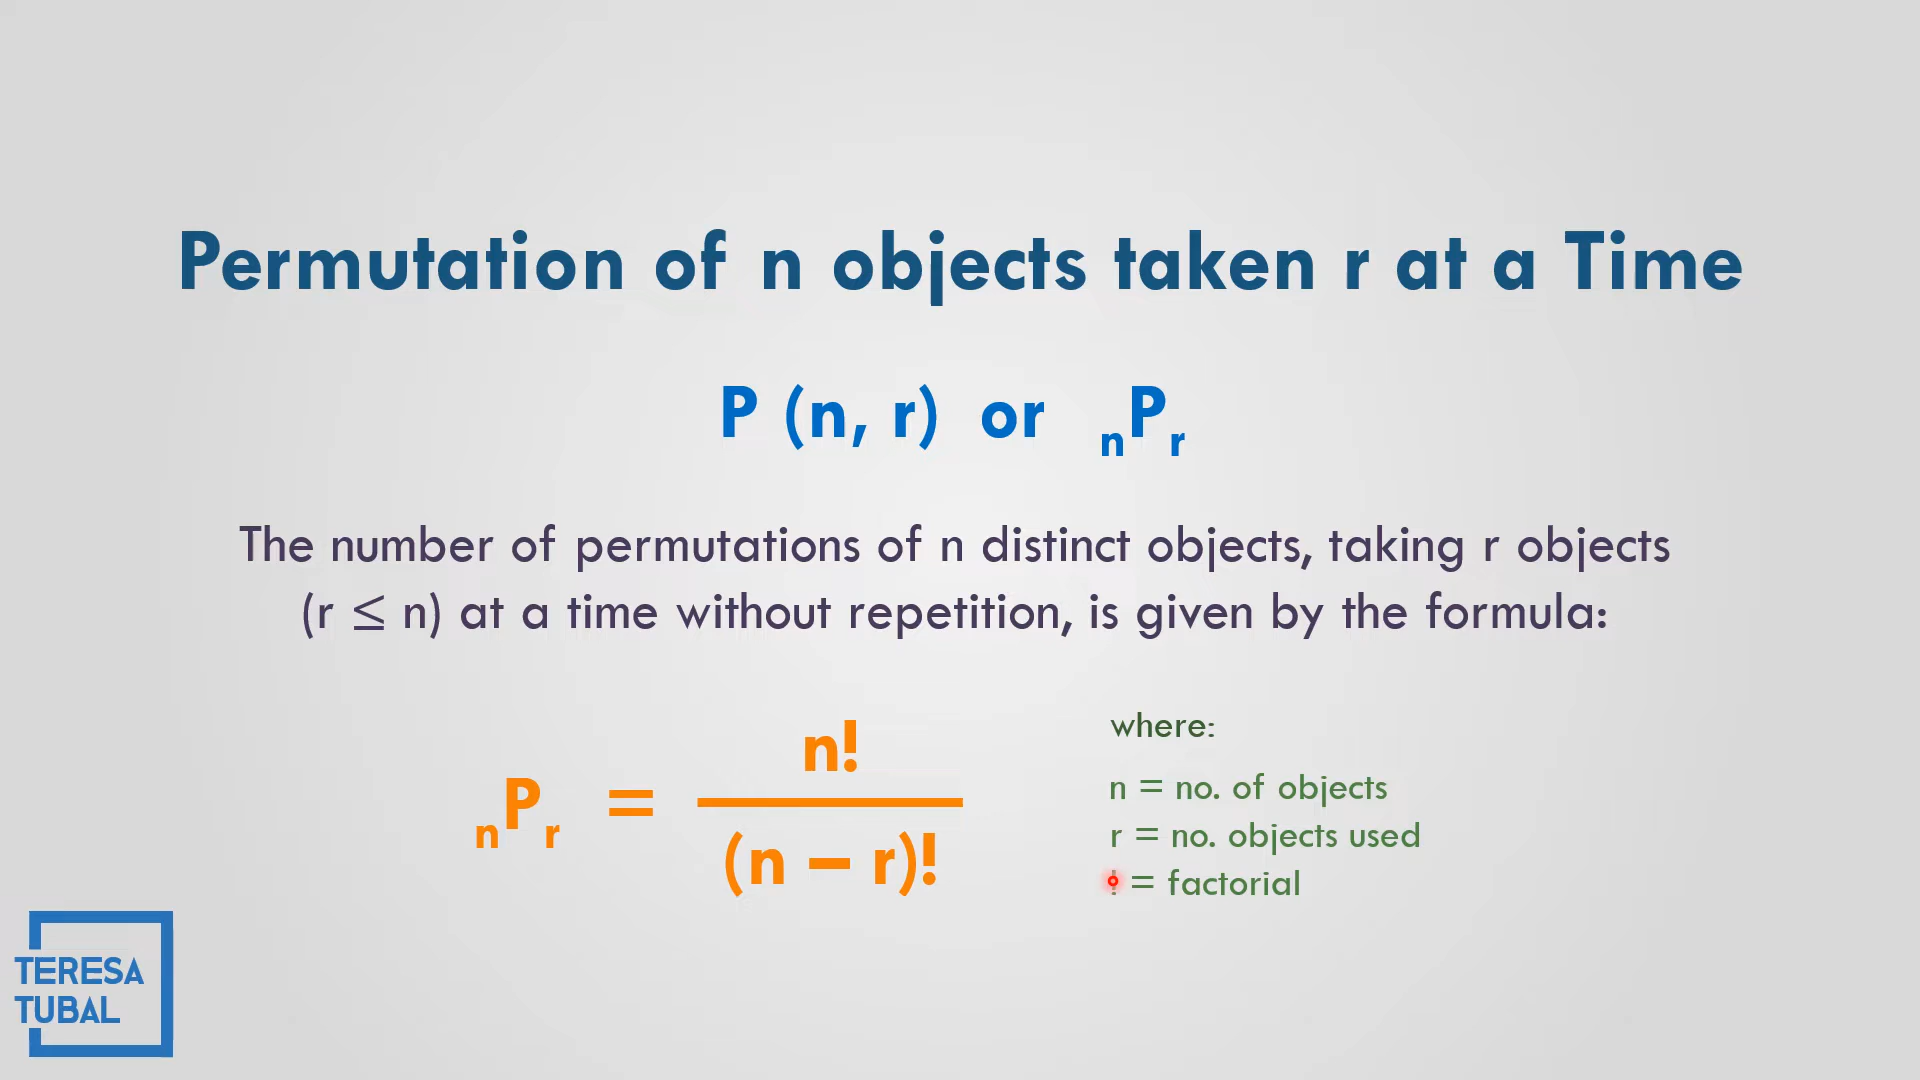 Permutation of n objects taken r at a Time
P (n, r) or nPr
The number of permutations of n distinct objects, taking r objects
(r ≤ n) at a time without repetition, is given by the formula:
nPr = n! / (n – r)!
where:
n = no. of objects
r = no. objects used
! = factorial
TERESA
TUBAL